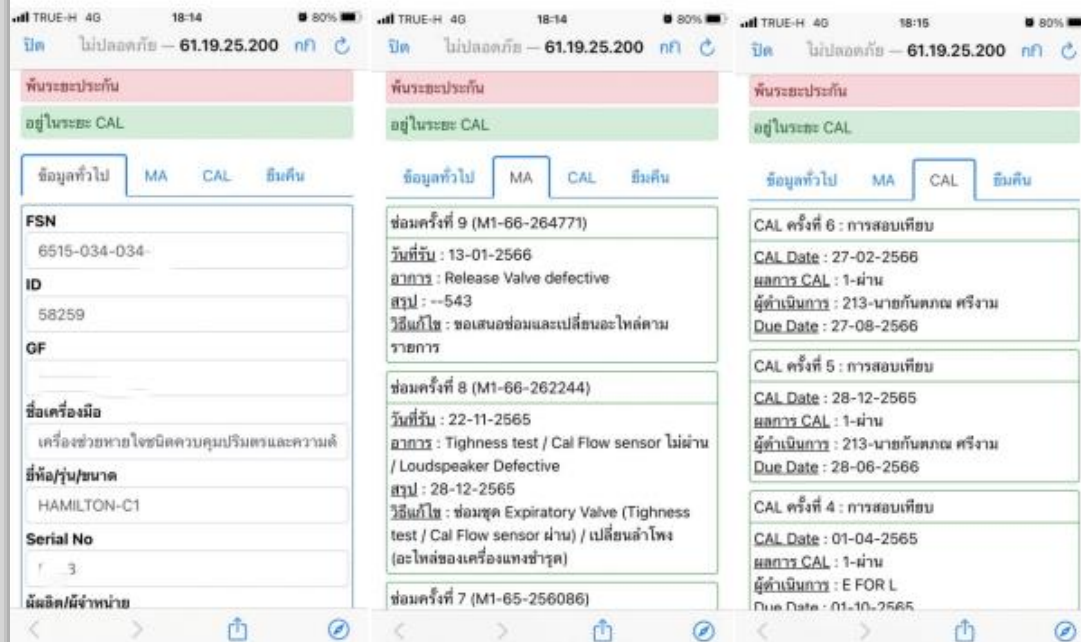 TRUE-H 4G 18:14 80%
ปิด ไม่ปลอดภัย — 61.19.25.200 กก
พ้นระยะประกัน
อยู่ในระยะ CAL
ข้อมูลทั่วไป MA CAL ยืมคืน
FSN
6515-034-034-
ID
58259
GF
ชื่อเครื่องมือ
เครื่องช่วยหายใจชนิดควบคุมปริมาตรและความดั
ยี่ห้อ/รุ่น/ขนาด
HAMILTON-C1
Serial No
3
ผู้ผลิต/ผู้จำหน่าย
TRUE-H 4G 18:14 80%
ปิด ไม่ปลอดภัย — 61.19.25.200 กก
พ้นระยะประกัน
อยู่ในระยะ CAL
ข้อมูลทั่วไป MA CAL ยืมคืน
ซ่อมครั้งที่ 9 (M1-66-264771)
วันที่รับ : 13-01-2566
อาการ : Release Valve defective
สรุป : --543
วิธีแก้ไข : ขอเสนอซ่อมและเปลี่ยนอะไหล่ตาม
รายการ
ซ่อมครั้งที่ 8 (M1-66-262244)
วันที่รับ : 22-11-2565
อาการ : Tighness test / Cal Flow sensor ไม่ผ่าน
/ Loudspeaker Defective
สรุป : 28-12-2565
วิธีแก้ไข : ซ่อมชุด Expiratory Valve (Tighness
test / Cal Flow sensor ผ่าน) / เปลี่ยนลำโพง
(อะไหล่ของเครื่องแทงชำรุด)
ซ่อมครั้งที่ 7 (M1-65-256086)
TRUE-H 4G 18:15 80%
ปิด ไม่ปลอดภัย — 61.19.25.200 กก
พ้นระยะประกัน
อยู่ในระยะ CAL
ข้อมูลทั่วไป MA CAL ยืมคืน
CAL ครั้งที่ 6 : การสอบเทียบ
CAL Date : 27-02-2566
ผลการ CAL : 1-ผ่าน
ผู้ดำเนินการ : 213-นายกันตภณ ศรีงาม
Due Date : 27-08-2566
CAL ครั้งที่ 5 : การสอบเทียบ
CAL Date : 28-12-2565
ผลการ CAL : 1-ผ่าน
ผู้ดำเนินการ : 213-นายกันตภณ ศรีงาม
Due Date : 28-06-2566
CAL ครั้งที่ 4 : การสอบเทียบ
CAL Date : 01-04-2565
ผลการ CAL : 1-ผ่าน
ผู้ดำเนินการ : E FOR L
Due Date : 01-10-2565